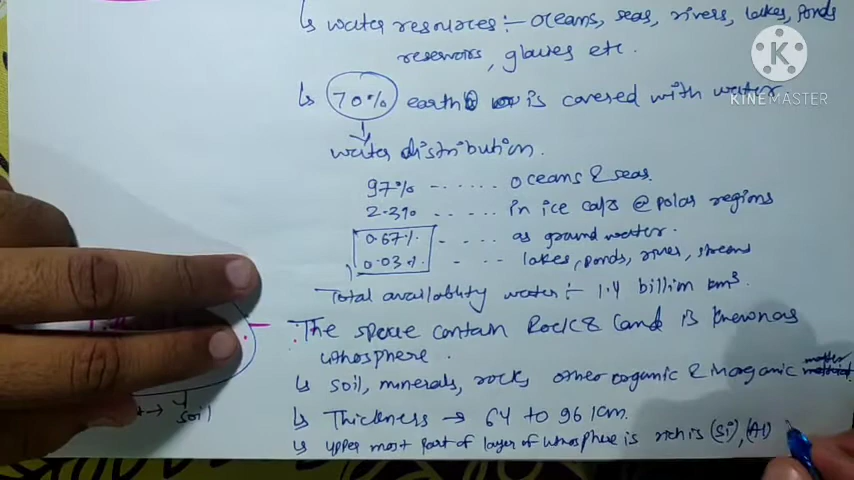 ↳ water resources :- oceans, seas, rivers, lakes, ponds
reservoirs, glaciers etc.
↳ 70% earth is covered with water
KINEMASTER
water distribution.
97% ------ oceans & seas.
2.3% ---- in ice caps @ polar regions
0.67% - ---- as ground water.
0.03% - --- lakes, ponds, river, streams
Total availability water :- 1.4 billion km³.
The space contain Rock & land is known as
lithosphere.
↳ soil, minerals, rocks other organic & inorganic matter
→ soil
↳ Thickness → 64 to 96 km.
↳ upper most part of layer of lithosphere is rich is (Si), (Al)